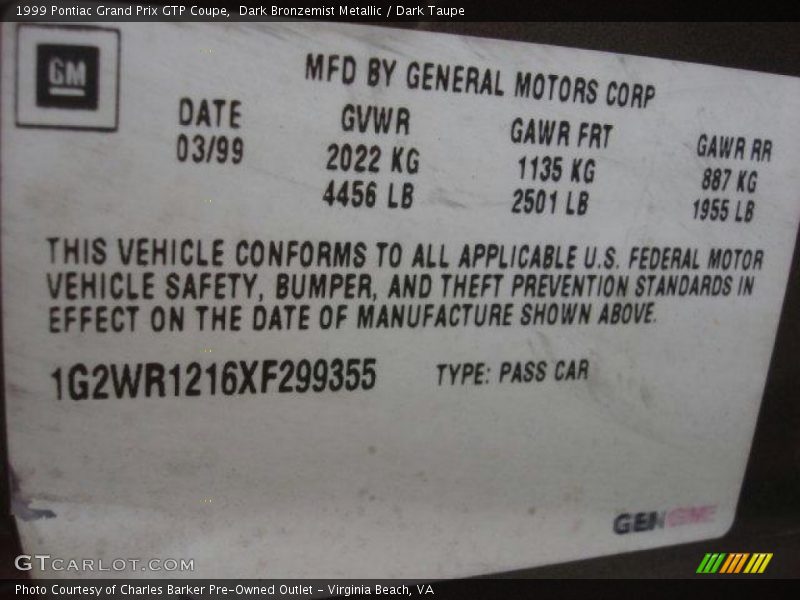 1999 Pontiac Grand Prix GTP Coupe,  Dark Bronzemist Metallic / Dark Taupe
GM
MFD BY GENERAL MOTORS CORP
DATE GVWR GAWR FRT GAWR RR
03/99 2022 KG 1135 KG 887 KG
4456 LB 2501 LB 1955 LB
THIS VEHICLE CONFORMS TO ALL APPLICABLE U.S. FEDERAL MOTOR
VEHICLE SAFETY, BUMPER, AND THEFT PREVENTION STANDARDS IN
EFFECT ON THE DATE OF MANUFACTURE SHOWN ABOVE.
1G2WR1216XF299355 TYPE: PASS CAR
GTCARLOT.COM
Photo Courtesy of Charles Barker Pre-Owned Outlet - Virginia Beach, VA